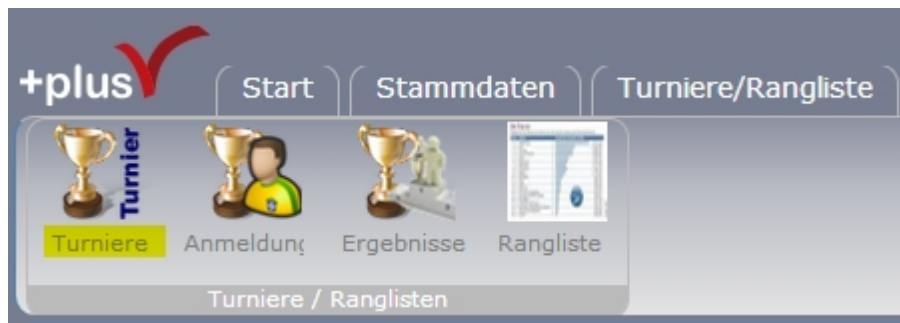 +plus
Start Stammdaten Turniere/Rangliste
Turnier
Turniere Anmeldung Ergebnisse Rangliste
Turniere / Ranglisten